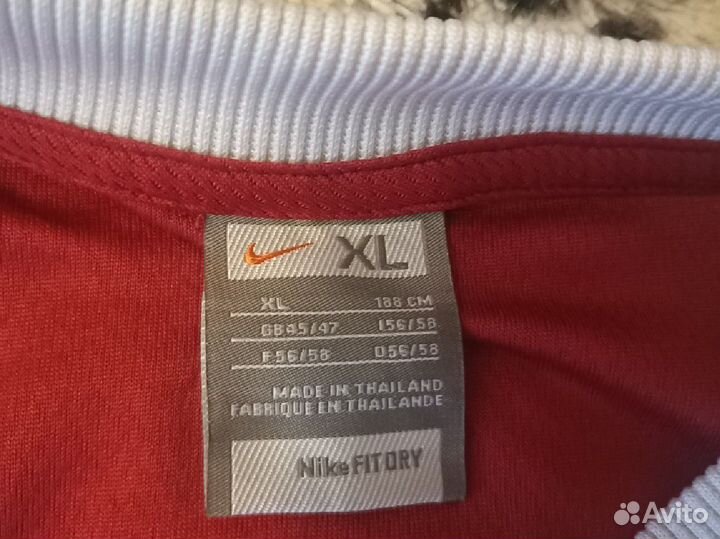 XL
XL 188 CM
GB45/47 I56/58
F56/58 D56/58
MADE IN THAILAND
FABRIQUE EN THAILANDE
Nike FIT DRY
Avito